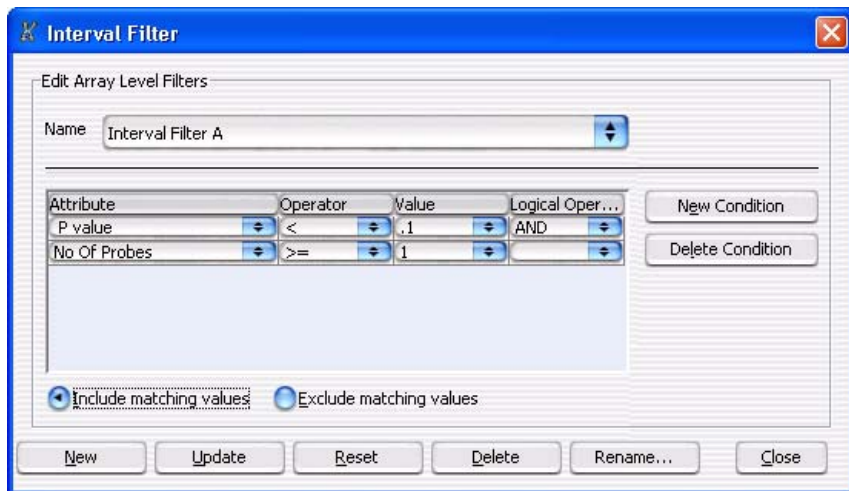 Interval Filter
Edit Array Level Filters
Name Interval Filter A
Attribute Operator Value Logical Oper...
P value < .1 AND
No Of Probes >= 1
New Condition
Delete Condition
Include matching values Exclude matching values
New Update Reset Delete Rename... Close